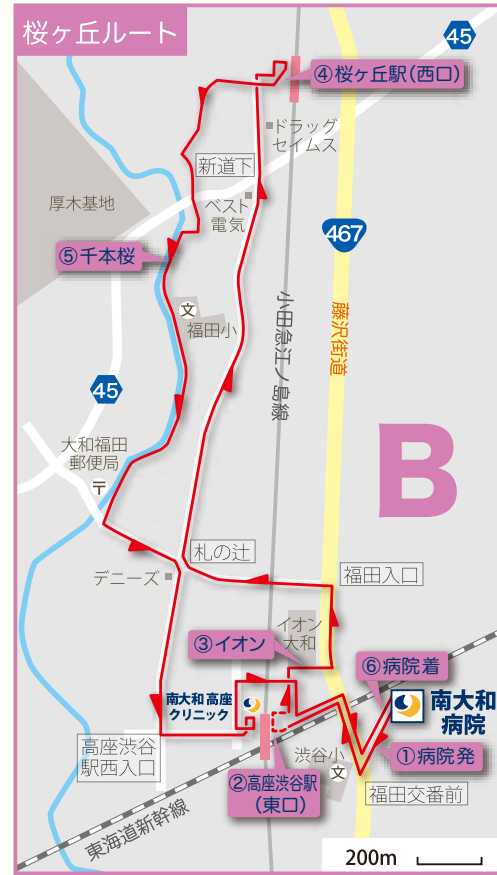 桜ヶ丘ルート
45
④桜ヶ丘駅(西口)
ドラッグ
セイムス
新道下
厚木基地
ベスト
電気
467
⑤千本桜
文
福田小
小田急江ノ島線
藤沢街道
45
B
大和福田
郵便局
〒
札の辻
デニーズ
福田入口
イオン
大和
③イオン
⑥病院着
南大和 高座
クリニック
南大和
病院
高座渋谷
駅西入口
渋谷小
文
①病院発
②高座渋谷駅
(東口)
福田交番前
東海道新幹線
200m